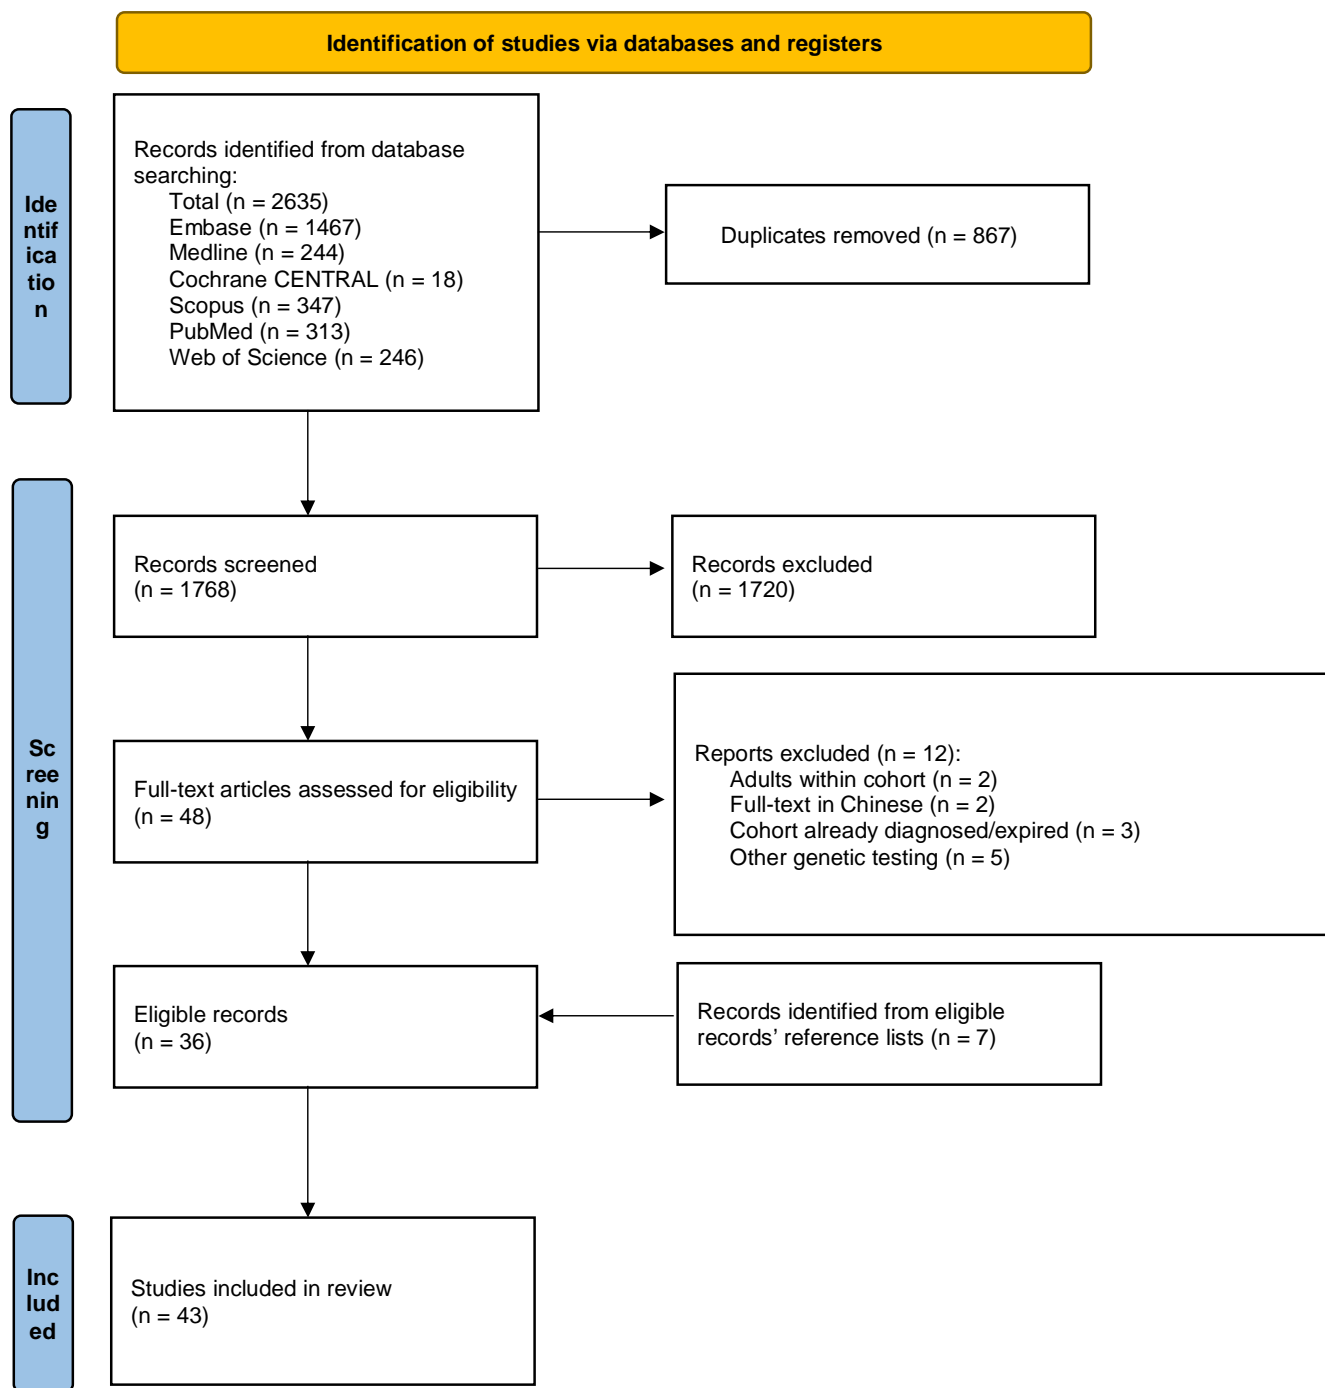 Identification of studies via databases and registers
Ide
ntif
ica
tio
n
Records identified from database
searching:
Total (n = 2635)
Embase (n = 1467)
Medline (n = 244)
Cochrane CENTRAL (n = 18)
Scopus (n = 347)
PubMed (n = 313)
Web of Science (n = 246)
Duplicates removed (n = 867)
Sc
ree
nin
g
Records screened
(n = 1768)
Records excluded
(n = 1720)
Full-text articles assessed for eligibility
(n = 48)
Reports excluded (n = 12):
Adults within cohort (n = 2)
Full-text in Chinese (n = 2)
Cohort already diagnosed/expired (n = 3)
Other genetic testing (n = 5)
Eligible records
(n = 36)
Records identified from eligible
records’ reference lists (n = 7)
Inc
lud
ed
Studies included in review
(n = 43)